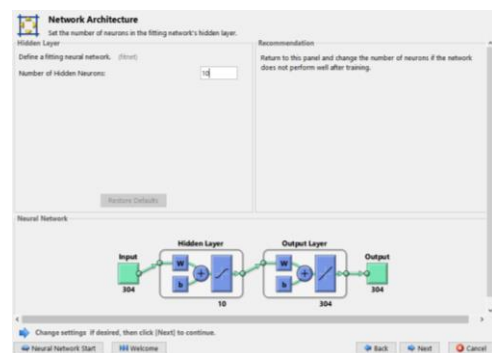 Network Architecture
Set the number of neurons in the fitting network's hidden layer.
Hidden Layer
Define a fitting neural network. (fitnet)
Number of Hidden Neurons: 10
Restore Defaults
Recommendation
Return to this panel and change the number of neurons if the network
does not perform well after training.
Neural Network
Hidden Layer Output Layer
Input Output
W W
b b
304 304
10 304
Change settings if desired, then click [Next] to continue.
Neural Network Start Welcome Back Next Cancel